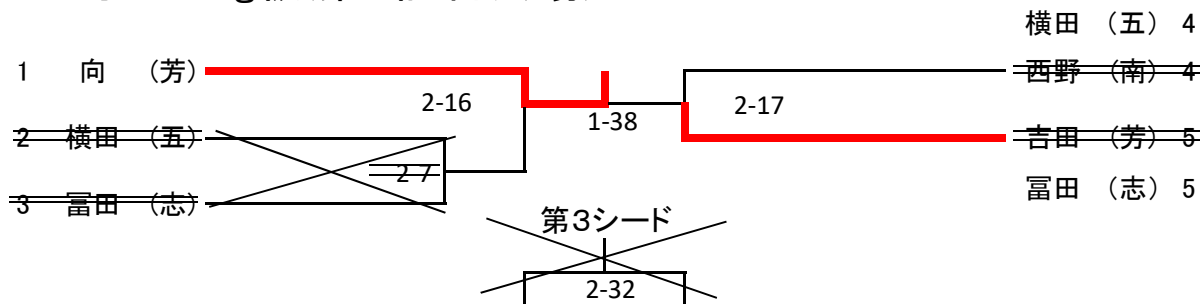 横田 （五） 4
1 向 （芳）
西野 （南） 4
2-16
2-17
1-38
2 横田 （五）
吉田 （芳） 5
2-7
3 冨田 （志）
冨田 （志） 5
第3シード
2-32